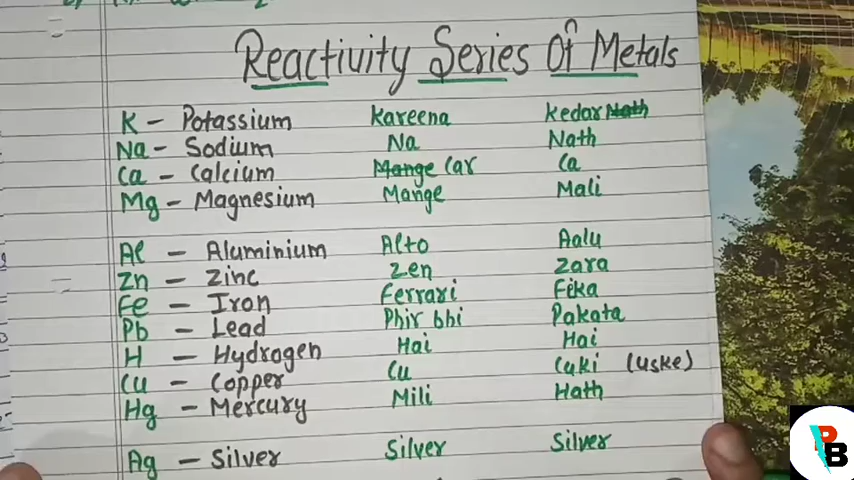 Reactivity Series Of Metals
K - Potassium Kareena Kedar Nath
Na - Sodium Na Nath
Ca - Calcium Mange Car Ca
Mg - Magnesium Mange Mali
Al - Aluminium Alto Aalu
Zn - Zinc Zen Zara
Fe - Iron Ferrari Fika
Pb - Lead Phir bhi Pakata
H - Hydrogen Hai Hai
Cu - Copper Cu Cuki (uske)
Hg - Mercury Mili Hath
Ag - Silver Silver Silver
PB